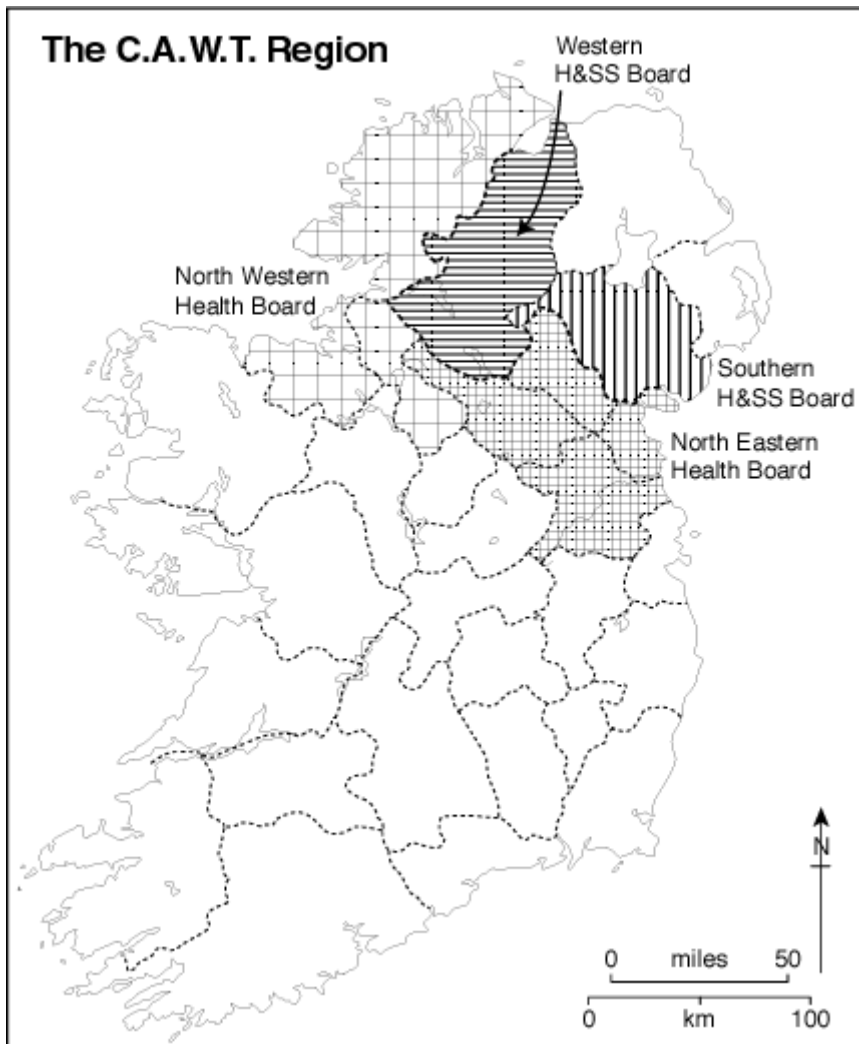 The C.A.W.T. Region
Western
H&SS Board
North Western
Health Board
Southern
H&SS Board
North Eastern
Health Board
N
0 miles 50
0 km 100